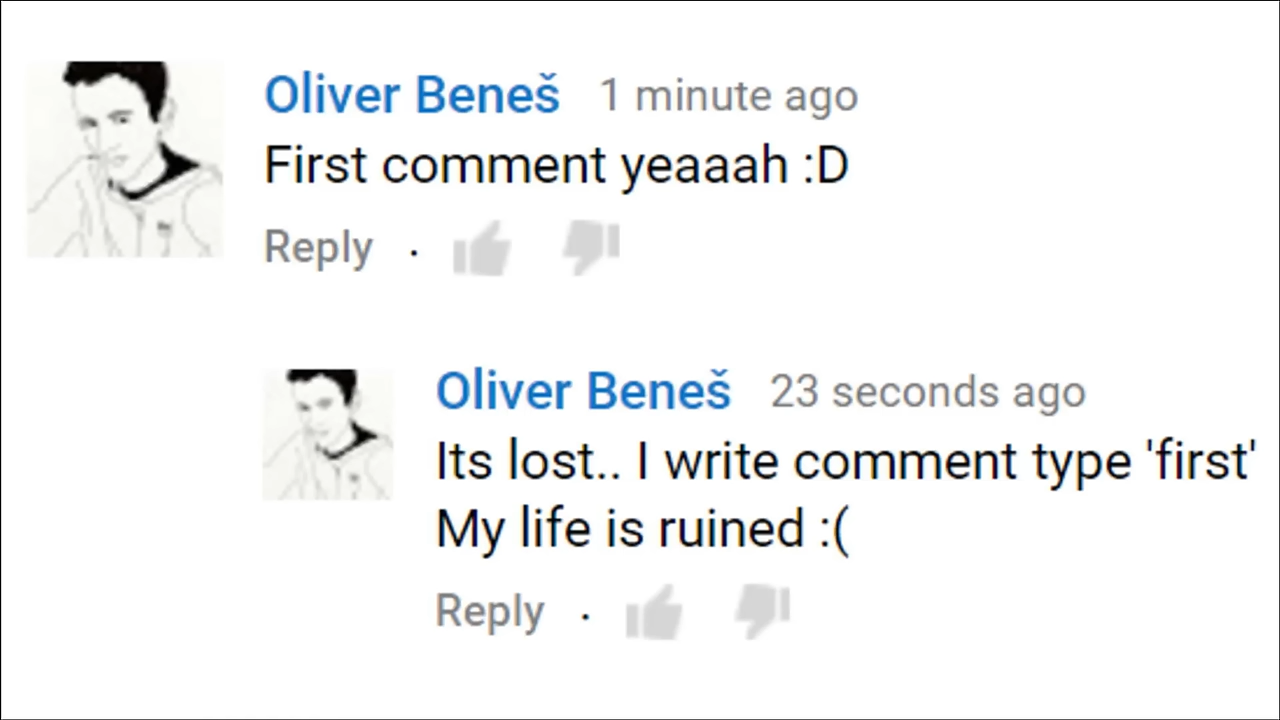 Oliver Beneš 1 minute ago
First comment yeaaah :D
Reply ·
Oliver Beneš 23 seconds ago
Its lost.. I write comment type 'first'
My life is ruined :(
Reply ·